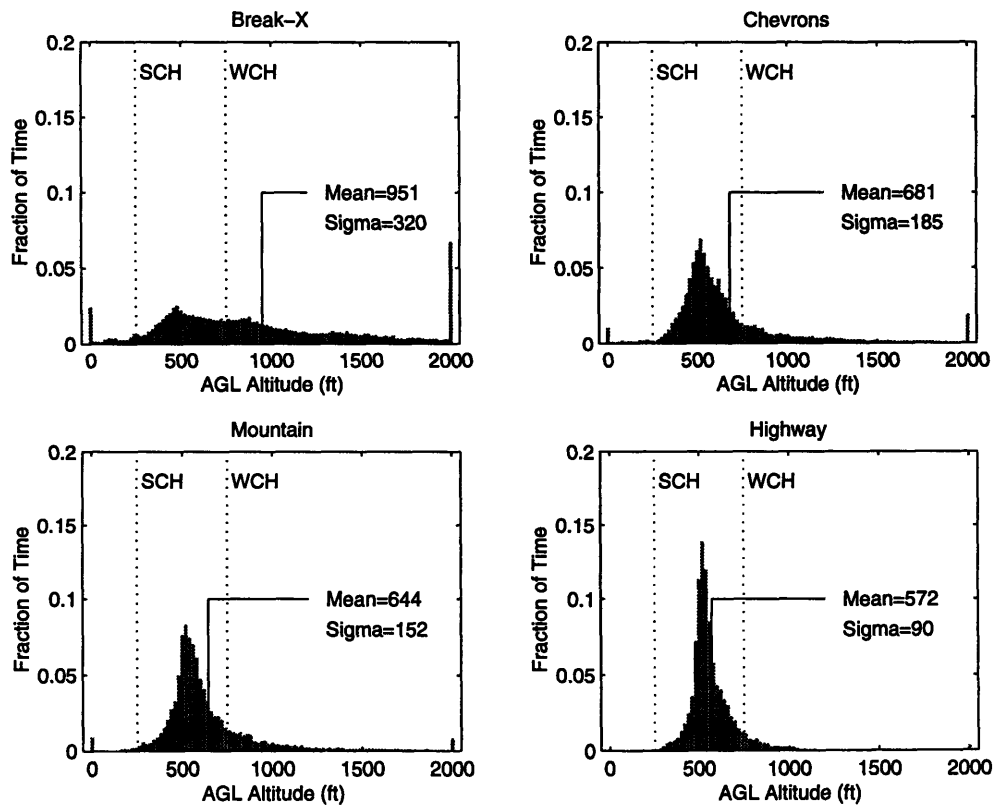 Break-X
0.2
0.15
0.1
0.05
0
Fraction of Time
SCH
WCH
Mean=951
Sigma=320
0
500
1000
1500
2000
AGL Altitude (ft)
Chevrons
0.2
0.15
0.1
0.05
0
Fraction of Time
SCH
WCH
Mean=681
Sigma=185
0
500
1000
1500
2000
AGL Altitude (ft)
Mountain
0.2
0.15
0.1
0.05
0
Fraction of Time
SCH
WCH
Mean=644
Sigma=152
0
500
1000
1500
2000
AGL Altitude (ft)
Highway
0.2
0.15
0.1
0.05
0
Fraction of Time
SCH
WCH
Mean=572
Sigma=90
0
500
1000
1500
2000
AGL Altitude (ft)